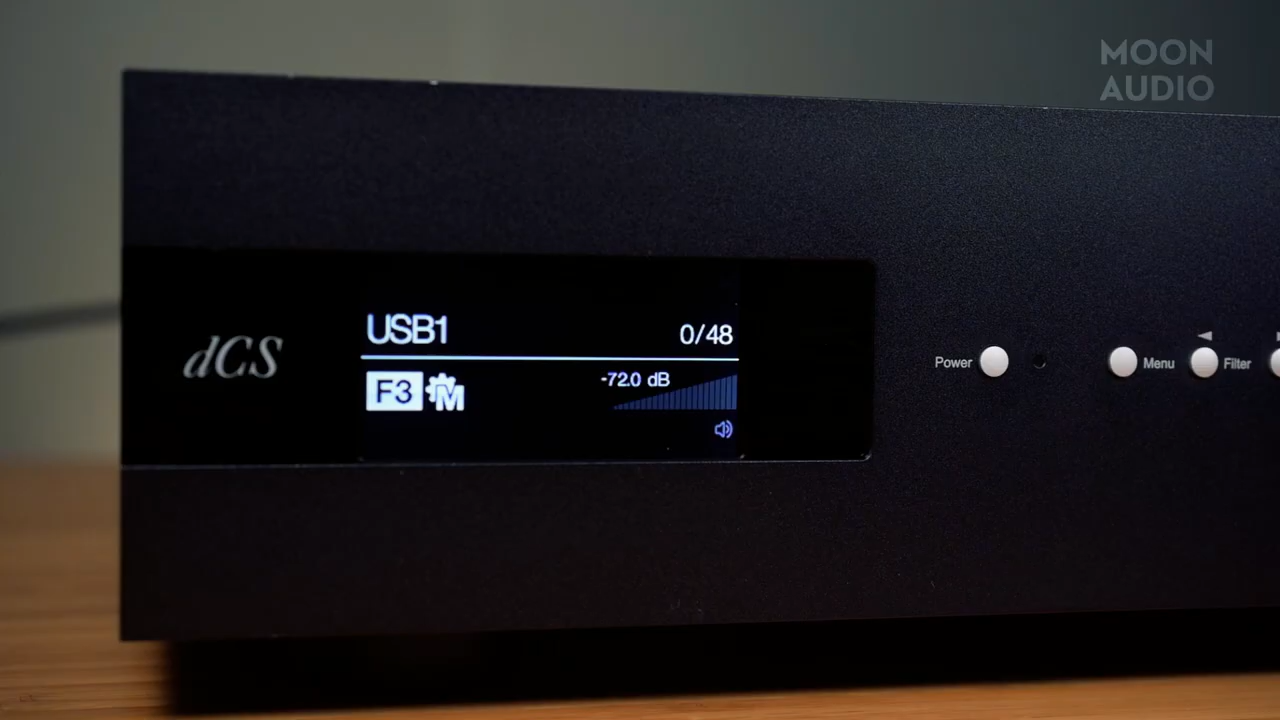 MOON
AUDIO
dCS
USB1
0/48
F3
M
-72.0 dB
Power
Menu
Filter